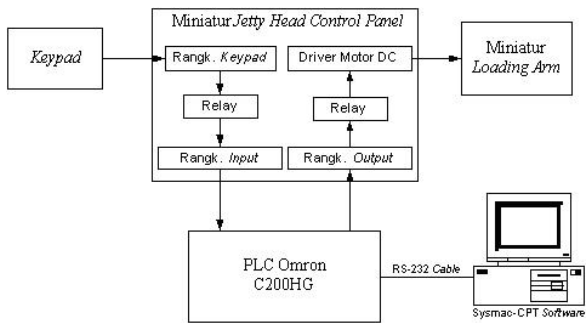 Miniatur Jetty Head Control Panel
Keypad
Rangk. Keypad
Driver Motor DC
Miniatur
Loading Arm
Relay
Relay
Rangk. Input
Rangk. Output
PLC Omron
C200HG
RS-232 Cable
Sysmac-CPT Software